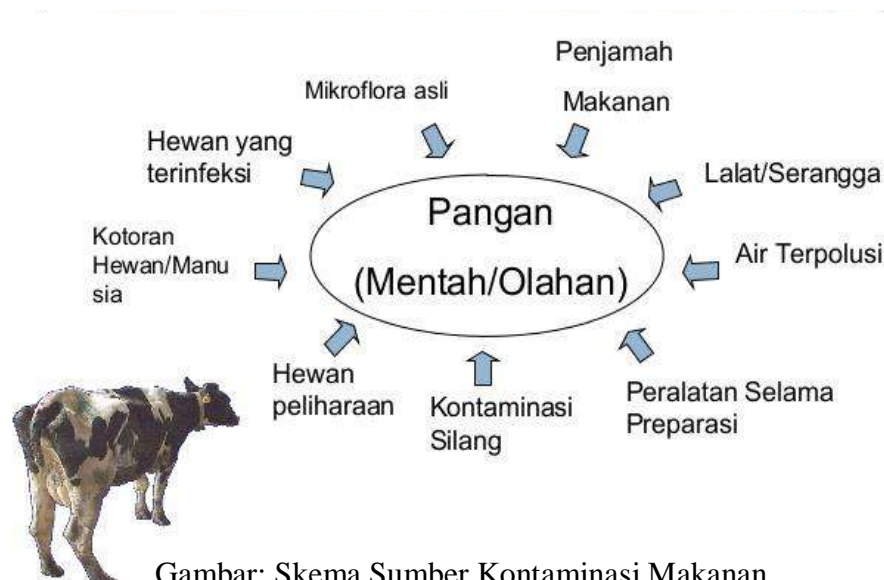 Penjamah
Makanan
Mikroflora asli
Hewan yang
terinfeksi
Lalat/Serangga
Kotoran
Hewan/Manu
sia
Pangan
(Mentah/Olahan)
Air Terpolusi
Hewan
peliharaan
Kontaminasi
Silang
Peralatan Selama
Preparasi
Gambar: Skema Sumber Kontaminasi Makanan